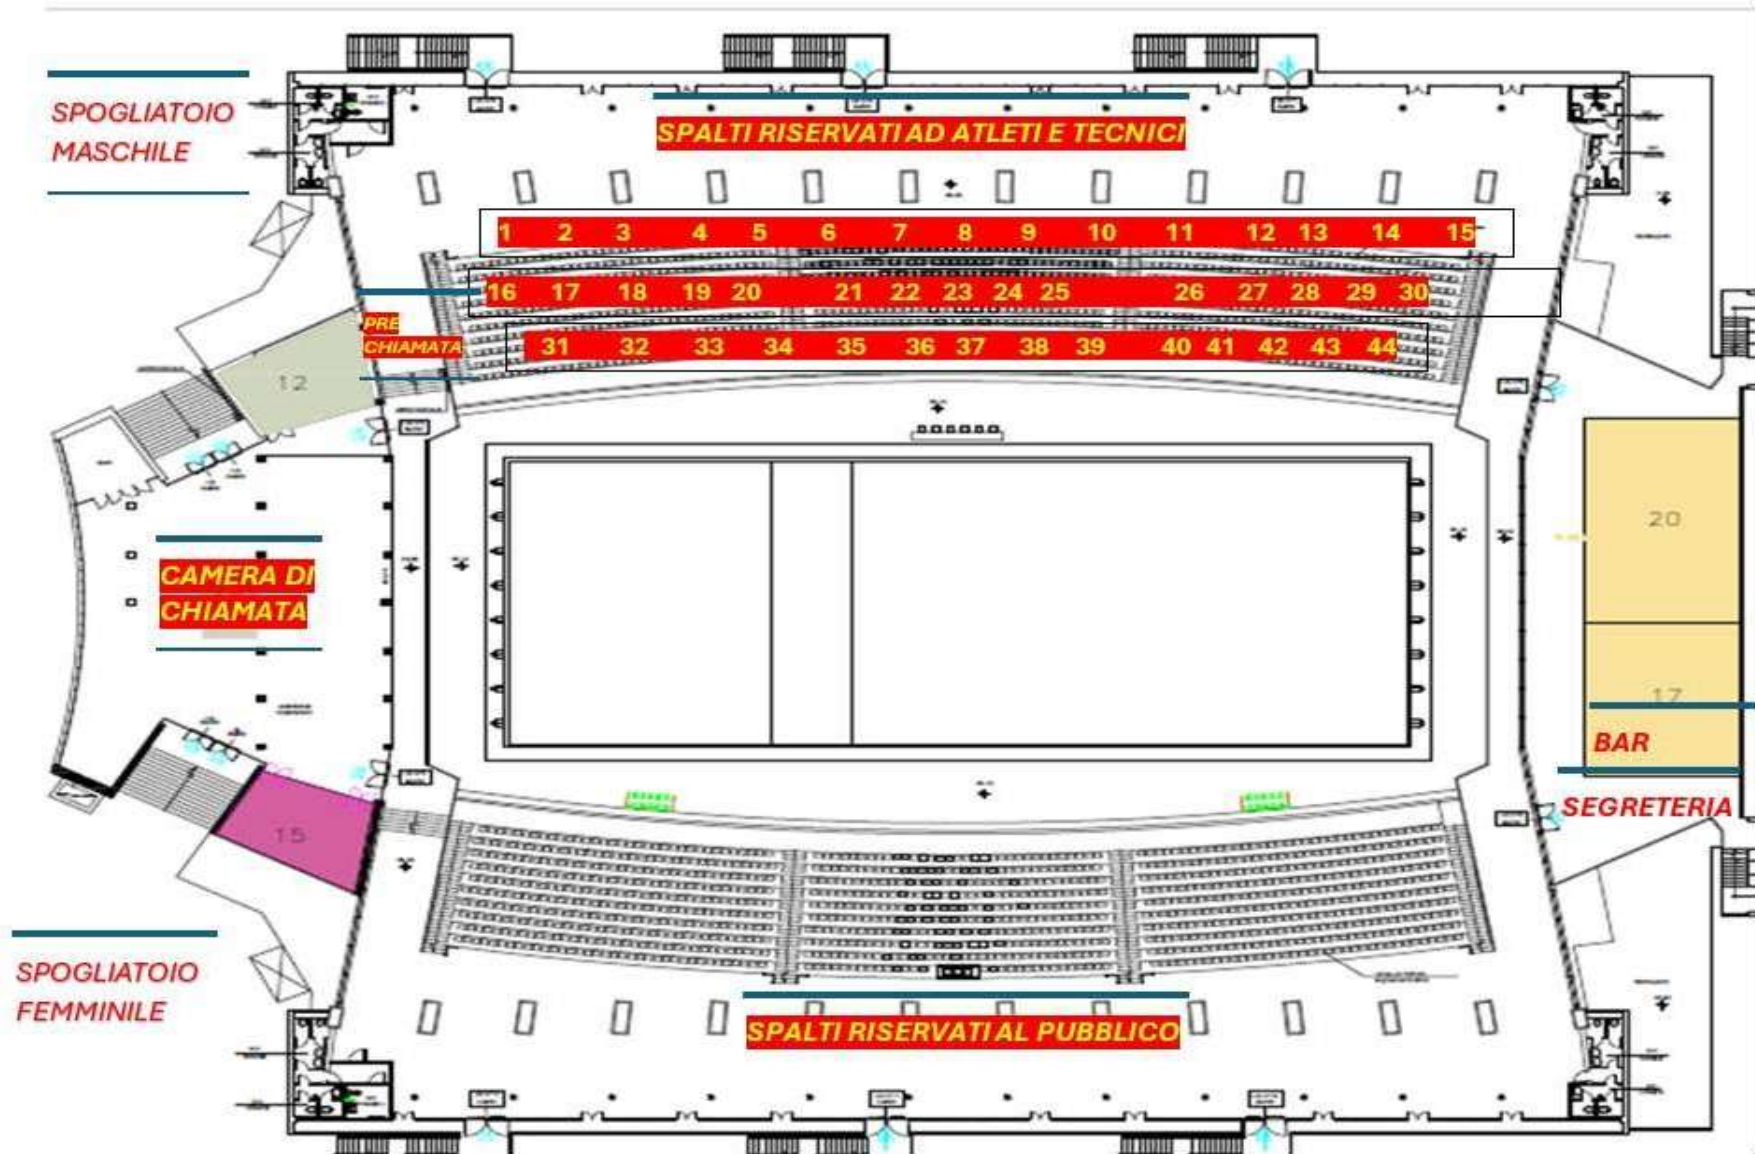 SPOGLIATOIO
MASCHILE
SPALTI RISERVATI AD ATLETI E TECNICI
1 2 3 4 5 6 7 8 9 10 11 12 13 14 15
16 17 18 19 20 21 22 23 24 25 26 27 28 29 30
PRE
CHIAMATA
31 32 33 34 35 36 37 38 39 40 41 42 43 44
12
20
CAMERA DI
CHIAMATA
17
BAR
SEGRETERIA
15
SPOGLIATOIO
FEMMINILE
SPALTI RISERVATI AL PUBBLICO